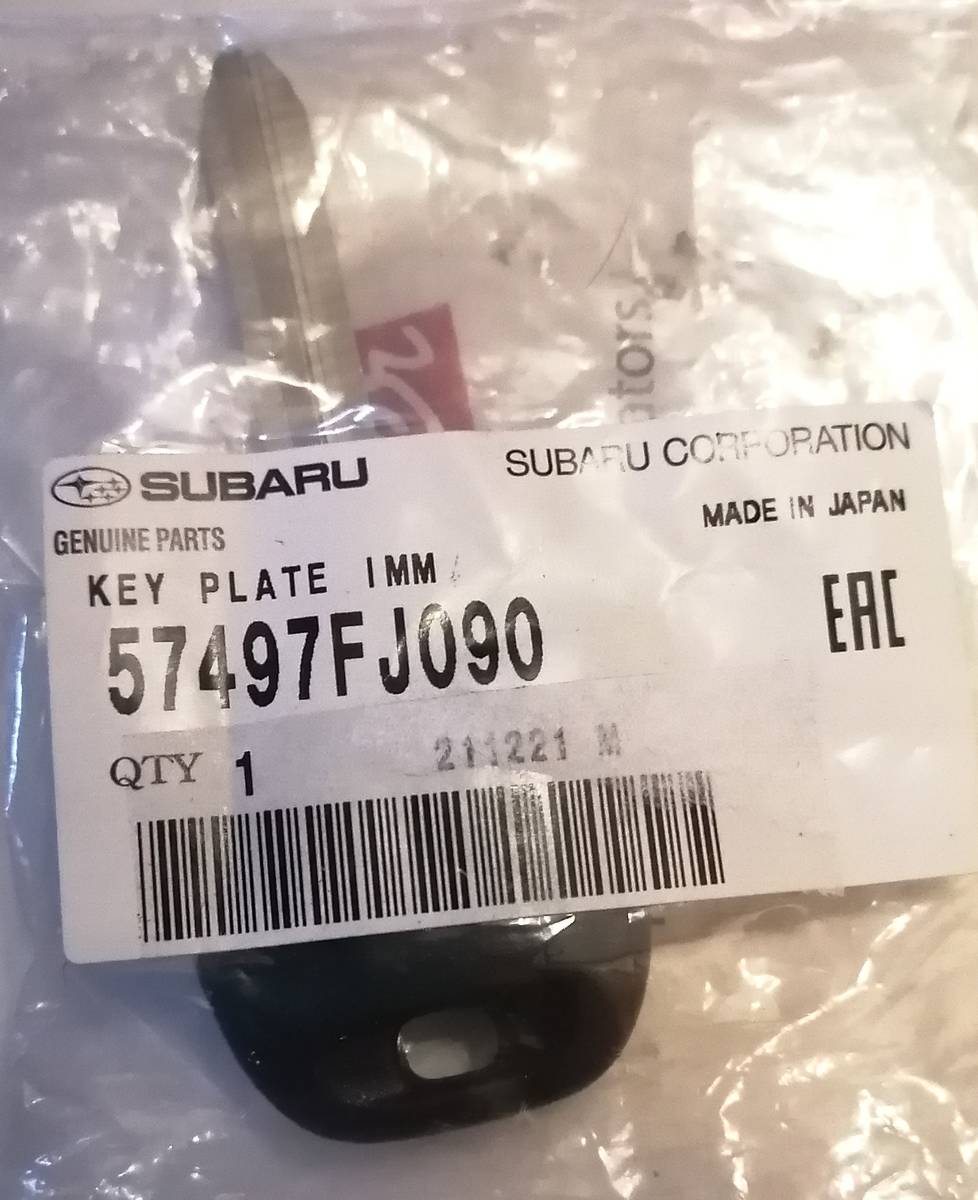 SUBARU
SUBARU CORPORATION
GENUINE PARTS
MADE IN JAPAN
KEY PLATE IMM
57497FJ090
EAC
QTY 1
211221 M